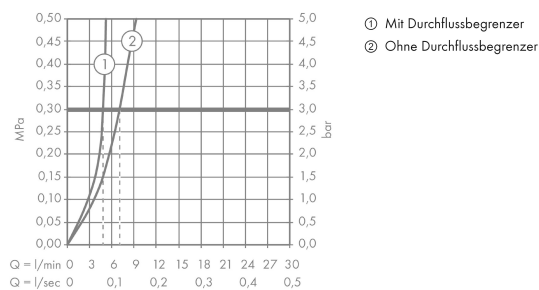 0,50 5,0
0,45 4,5
0,40 4,0
0,35 3,5
0,30 3,0
0,25 2,5
0,20 2,0
0,15 1,5
0,10 1,0
0,05 0,5
0,00 0,0
MPa
bar
1
2
Q = l/min 0 3 6 9 12 15 18 21 24 27 30
Q = l/sec 0 0,1 0,2 0,3 0,4 0,5
① Mit Durchflussbegrenzer
② Ohne Durchflussbegrenzer